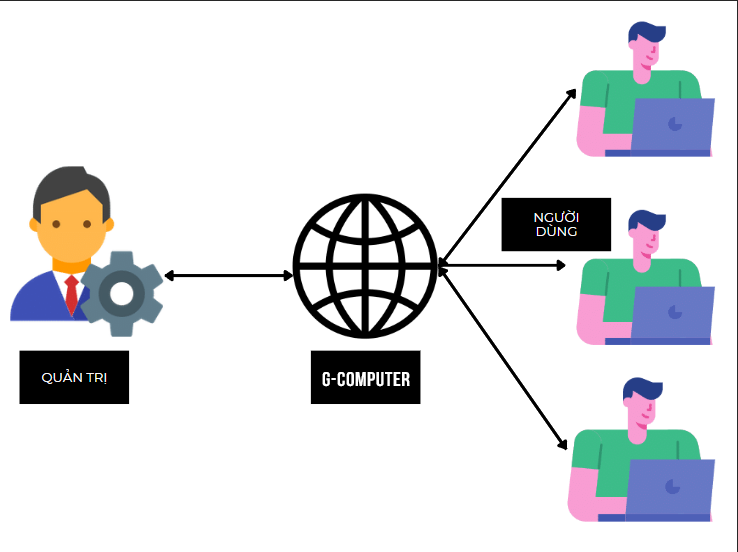 QUẢN TRỊ
G-COMPUTER
NGƯỜI
DÙNG